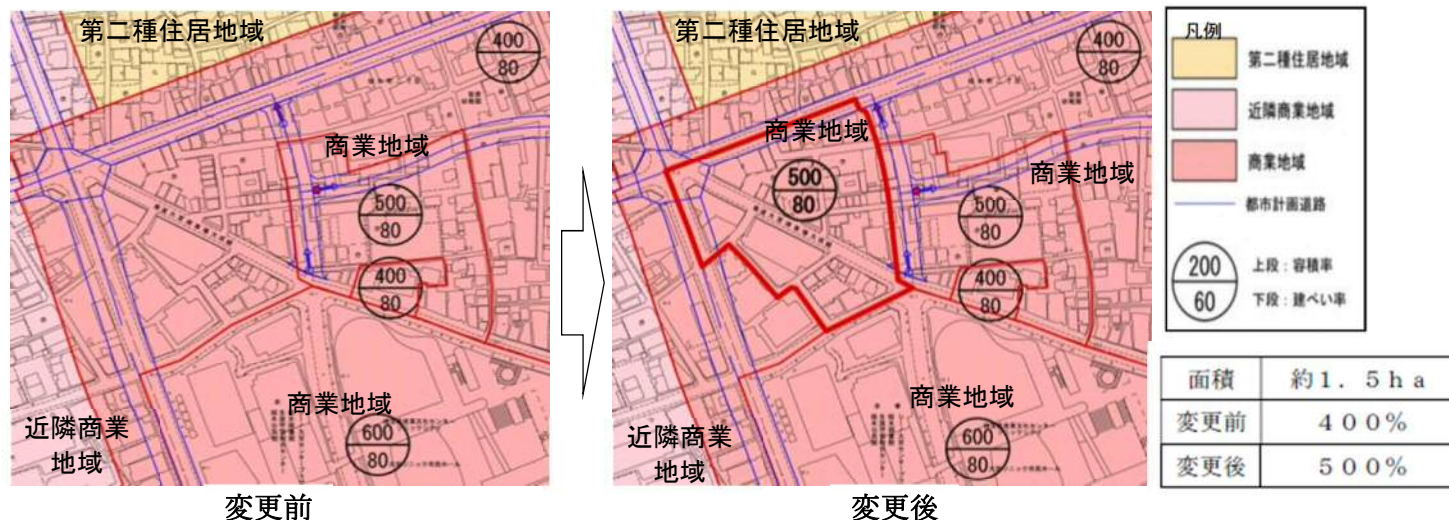 第二種住居地域
400
80
商業地域
500
80
400
80
商業地域
600
80
近隣商業
地域
変更前
第二種住居地域
400
80
商業地域
500
80
商業地域
500
80
400
80
商業地域
600
80
近隣商業
地域
変更後
凡例
第二種住居地域
近隣商業地域
商業地域
都市計画道路
200
60
上段：容積率
下段：建ぺい率
面積 約1．5ha
変更前 400％
変更後 500％